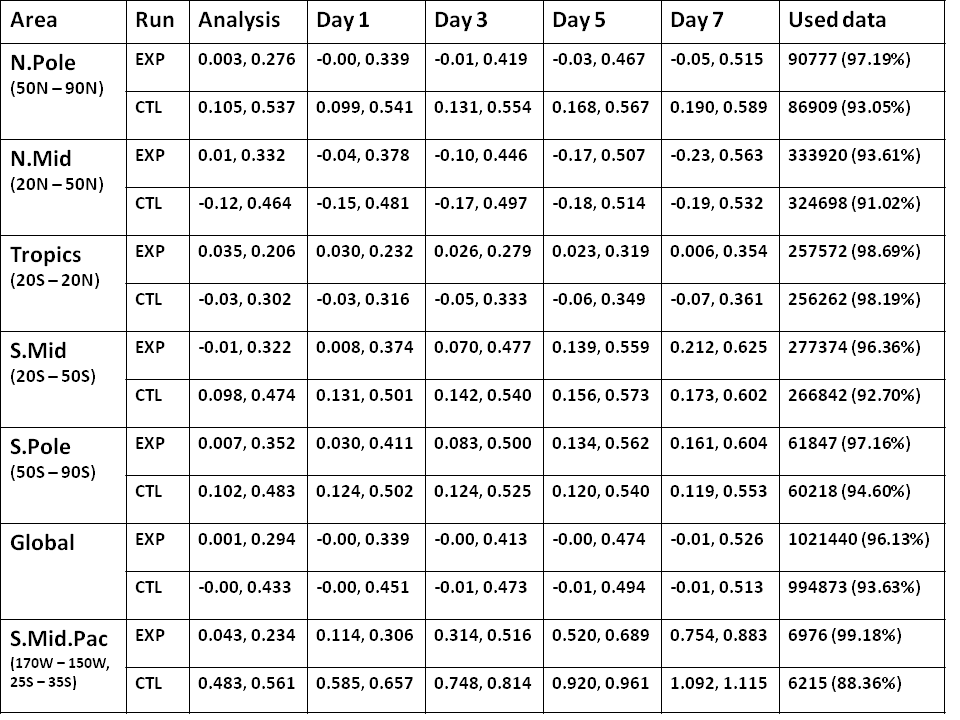 Area Run Analysis Day 1 Day 3 Day 5 Day 7 Used data
N.Pole EXP 0.003, 0.276 -0.00, 0.339 -0.01, 0.419 -0.03, 0.467 -0.05, 0.515 90777 (97.19%)
(50N – 90N)
CTL 0.105, 0.537 0.099, 0.541 0.131, 0.554 0.168, 0.567 0.190, 0.589 86909 (93.05%)
N.Mid EXP 0.01, 0.332 -0.04, 0.378 -0.10, 0.446 -0.17, 0.507 -0.23, 0.563 333920 (93.61%)
(20N – 50N)
CTL -0.12, 0.464 -0.15, 0.481 -0.17, 0.497 -0.18, 0.514 -0.19, 0.532 324698 (91.02%)
Tropics EXP 0.035, 0.206 0.030, 0.232 0.026, 0.279 0.023, 0.319 0.006, 0.354 257572 (98.69%)
(20S – 20N)
CTL -0.03, 0.302 -0.03, 0.316 -0.05, 0.333 -0.06, 0.349 -0.07, 0.361 256262 (98.19%)
S.Mid EXP -0.01, 0.322 0.008, 0.374 0.070, 0.477 0.139, 0.559 0.212, 0.625 277374 (96.36%)
(20S – 50S)
CTL 0.098, 0.474 0.131, 0.501 0.142, 0.540 0.156, 0.573 0.173, 0.602 266842 (92.70%)
S.Pole EXP 0.007, 0.352 0.030, 0.411 0.083, 0.500 0.134, 0.562 0.161, 0.604 61847 (97.16%)
(50S – 90S)
CTL 0.102, 0.483 0.124, 0.502 0.124, 0.525 0.120, 0.540 0.119, 0.553 60218 (94.60%)
Global EXP 0.001, 0.294 -0.00, 0.339 -0.00, 0.413 -0.00, 0.474 -0.01, 0.526 1021440 (96.13%)
CTL -0.00, 0.433 -0.00, 0.451 -0.01, 0.473 -0.01, 0.494 -0.01, 0.513 994873 (93.63%)
S.Mid.Pac EXP 0.043, 0.234 0.114, 0.306 0.314, 0.516 0.520, 0.689 0.754, 0.883 6976 (99.18%)
(170W – 150W,
25S – 35S)
CTL 0.483, 0.561 0.585, 0.657 0.748, 0.814 0.920, 0.961 1.092, 1.115 6215 (88.36%)